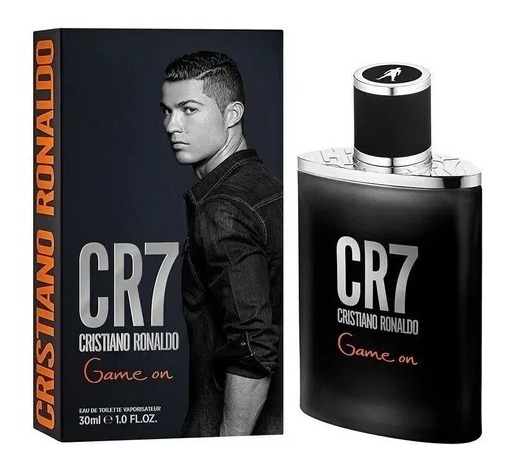 CRISTIANO RONALDO
CR7
CRISTIANO RONALDO
Game on
EAU DE TOILETTE VAPORISATEUR
30ml ℮ 1.0 FL.OZ.
CR7
CRISTIANO RONALDO
Game on